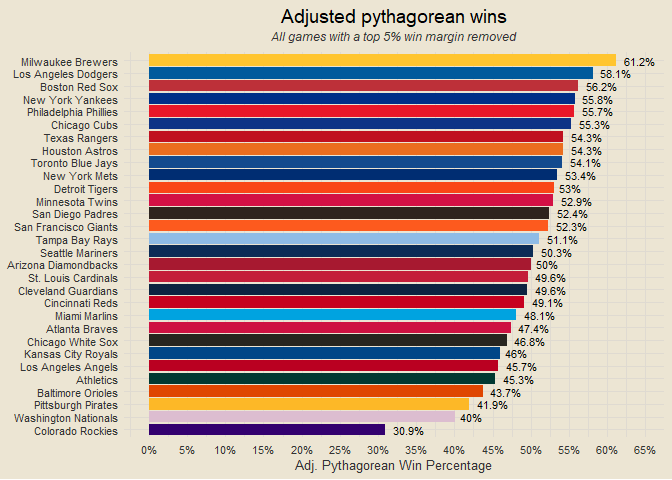 Adjusted pythagorean wins
All games with a top 5% win margin removed
Milwaukee Brewers 61.2%
Los Angeles Dodgers 58.1%
Boston Red Sox 56.2%
New York Yankees 55.8%
Philadelphia Phillies 55.7%
Chicago Cubs 55.3%
Texas Rangers 54.3%
Houston Astros 54.3%
Toronto Blue Jays 54.1%
New York Mets 53.4%
Detroit Tigers 53%
Minnesota Twins 52.9%
San Diego Padres 52.4%
San Francisco Giants 52.3%
Tampa Bay Rays 51.1%
Seattle Mariners 50.3%
Arizona Diamondbacks 50%
St. Louis Cardinals 49.6%
Cleveland Guardians 49.6%
Cincinnati Reds 49.1%
Miami Marlins 48.1%
Atlanta Braves 47.4%
Chicago White Sox 46.8%
Kansas City Royals 46%
Los Angeles Angels 45.7%
Athletics 45.3%
Baltimore Orioles 43.7%
Pittsburgh Pirates 41.9%
Washington Nationals 40%
Colorado Rockies 30.9%
0% 5% 10% 15% 20% 25% 30% 35% 40% 45% 50% 55% 60% 65%
Adj. Pythagorean Win Percentage